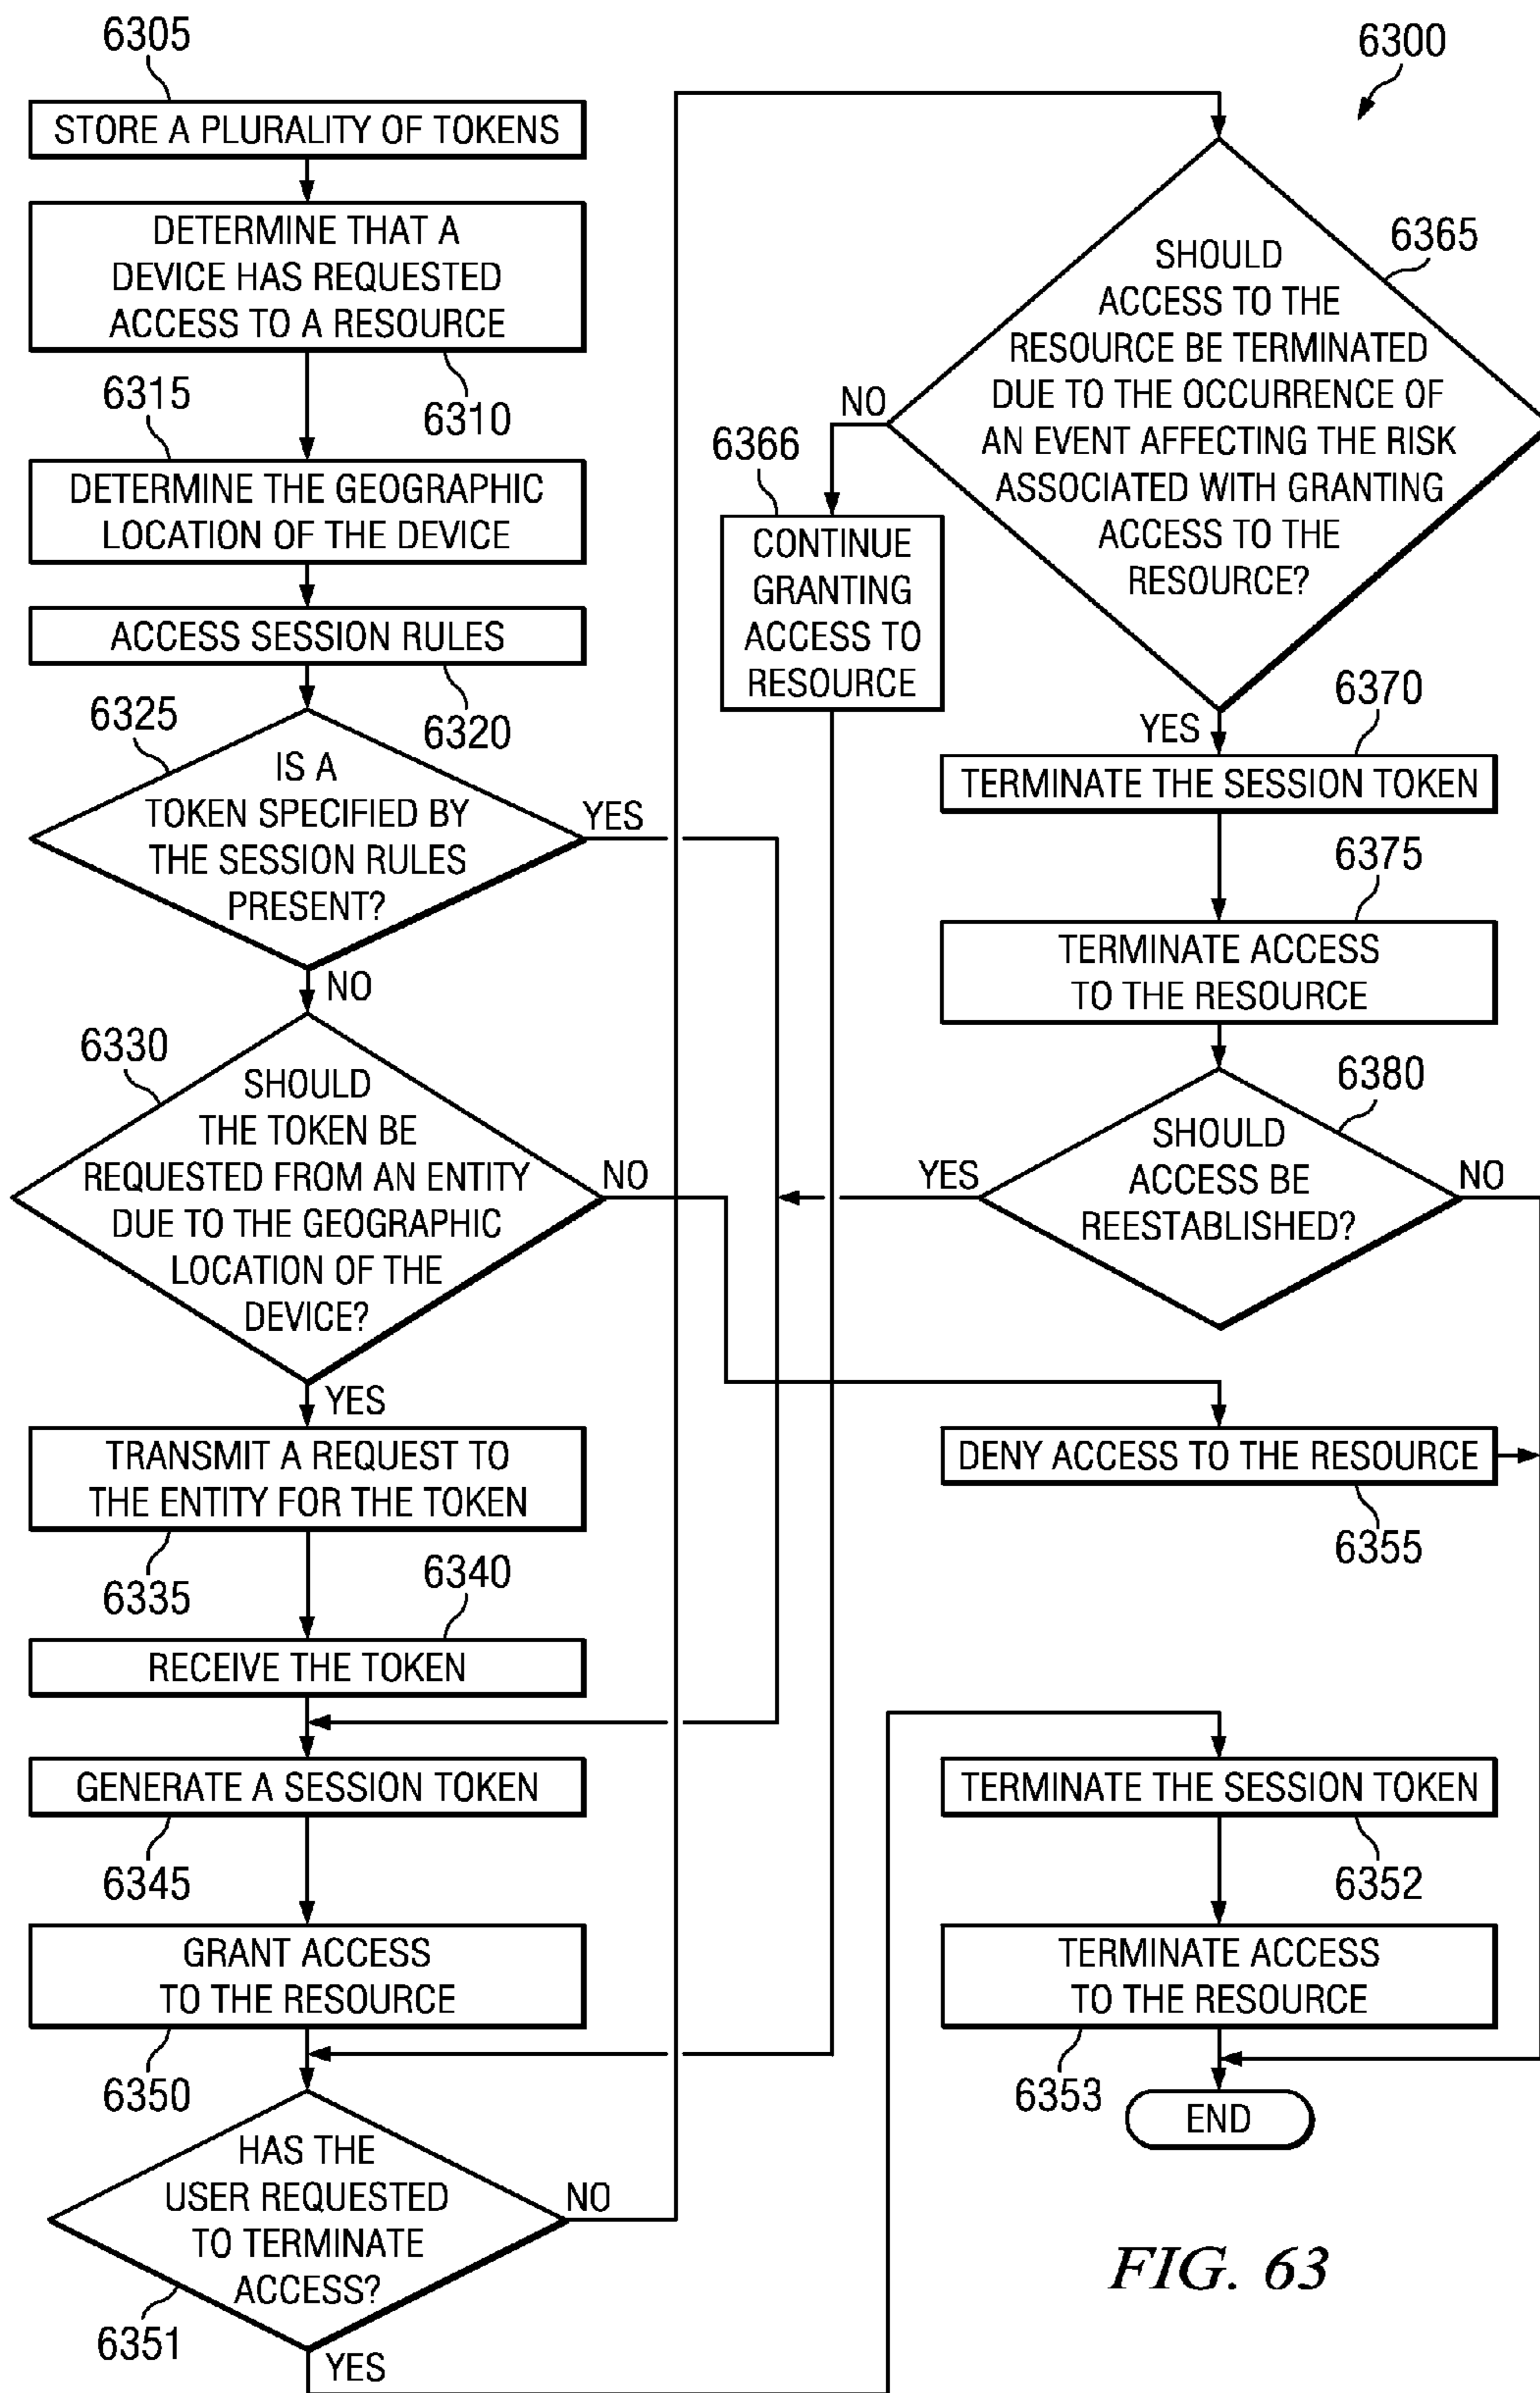 6305
STORE A PLURALITY OF TOKENS
DETERMINE THAT A
DEVICE HAS REQUESTED
ACCESS TO A RESOURCE
6310
6315
DETERMINE THE GEOGRAPHIC
LOCATION OF THE DEVICE
ACCESS SESSION RULES
6320
6325
IS A
TOKEN SPECIFIED BY
THE SESSION RULES
PRESENT?
YES
NO
6330
SHOULD
THE TOKEN BE
REQUESTED FROM AN ENTITY
DUE TO THE GEOGRAPHIC
LOCATION OF THE
DEVICE?
NO
YES
TRANSMIT A REQUEST TO
THE ENTITY FOR THE TOKEN
6335
6340
RECEIVE THE TOKEN
GENERATE A SESSION TOKEN
6345
GRANT ACCESS
TO THE RESOURCE
6350
HAS THE
USER REQUESTED
TO TERMINATE
ACCESS?
NO
6351
YES
6300
6365
SHOULD
ACCESS TO THE
RESOURCE BE TERMINATED
DUE TO THE OCCURRENCE OF
AN EVENT AFFECTING THE RISK
ASSOCIATED WITH GRANTING
ACCESS TO THE
RESOURCE?
NO
6366
CONTINUE
GRANTING
ACCESS TO
RESOURCE
YES
6370
TERMINATE THE SESSION TOKEN
6375
TERMINATE ACCESS
TO THE RESOURCE
6380
SHOULD
ACCESS BE
REESTABLISHED?
YES
NO
DENY ACCESS TO THE RESOURCE
6355
TERMINATE THE SESSION TOKEN
6352
TERMINATE ACCESS
TO THE RESOURCE
6353
END
FIG. 63